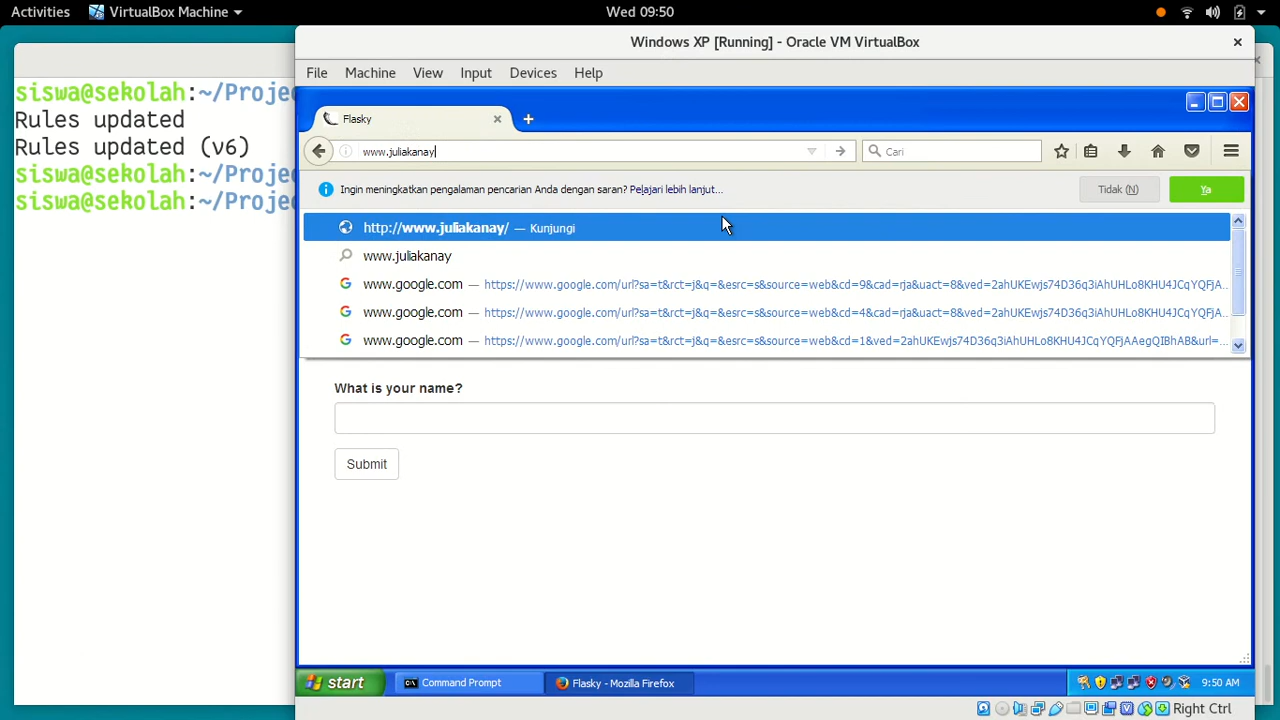 Activities VirtualBox Machine Wed 09:50
Windows XP [Running] - Oracle VM VirtualBox
File Machine View Input Devices Help
siswa@sekolah:~/Projec
Rules updated
Rules updated (v6)
siswa@sekolah:~/Projec
siswa@sekolah:~/Projec
Flasky
www.juliakanay
Cari
Ingin meningkatkan pengalaman pencarian Anda dengan saran? Pelajari lebih lanjut...
Tidak (N) Ya
http://www.juliakanay/ — Kunjungi
www.juliakanay
www.google.com — https://www.google.com/url?sa=t&rct=j&q=&esrc=s&source=web&cd=9&cad=rja&uact=8&ved=2ahUKEwjs74D36q3iAhUHLo8KHU4JCqYQFjA...
www.google.com — https://www.google.com/url?sa=t&rct=j&q=&esrc=s&source=web&cd=4&cad=rja&uact=8&ved=2ahUKEwjs74D36q3iAhUHLo8KHU4JCqYQFjA...
www.google.com — https://www.google.com/url?sa=t&rct=j&q=&esrc=s&source=web&cd=1&ved=2ahUKEwjs74D36q3iAhUHLo8KHU4JCqYQFjAAegQIBhAB&url=...
What is your name?
Submit
start Command Prompt Flasky - Mozilla Firefox 9:50 AM
Right Ctrl